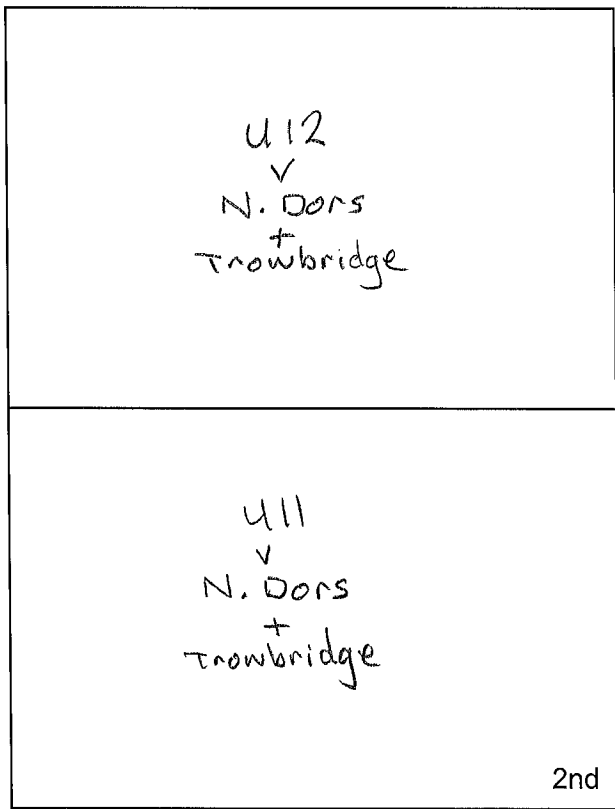 U12
v
N. Dors
+
Trowbridge
U11
v
N. Dors
+
Trowbridge
2nd